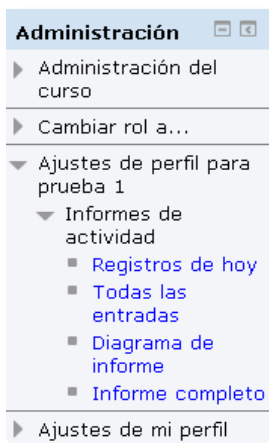 Administración
Administración del
curso
Cambiar rol a...
Ajustes de perfil para
prueba 1
Informes de
actividad
Registros de hoy
Todas las
entradas
Diagrama de
informe
Informe completo
Ajustes de mi perfil